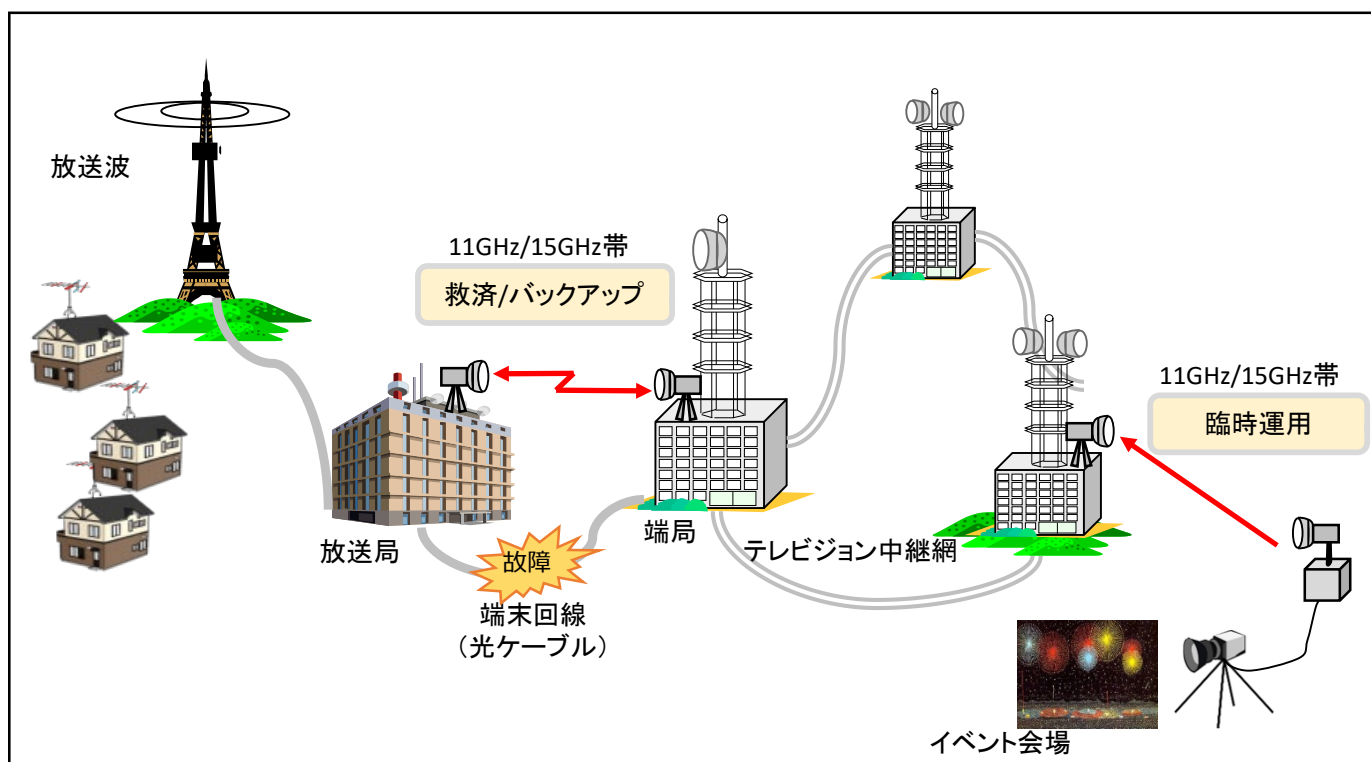 放送波
11GHz/15GHz帯
救済/バックアップ
11GHz/15GHz帯
臨時運用
放送局
故障
端局
テレビジョン中継網
端末回線
（光ケーブル）
イベント会場